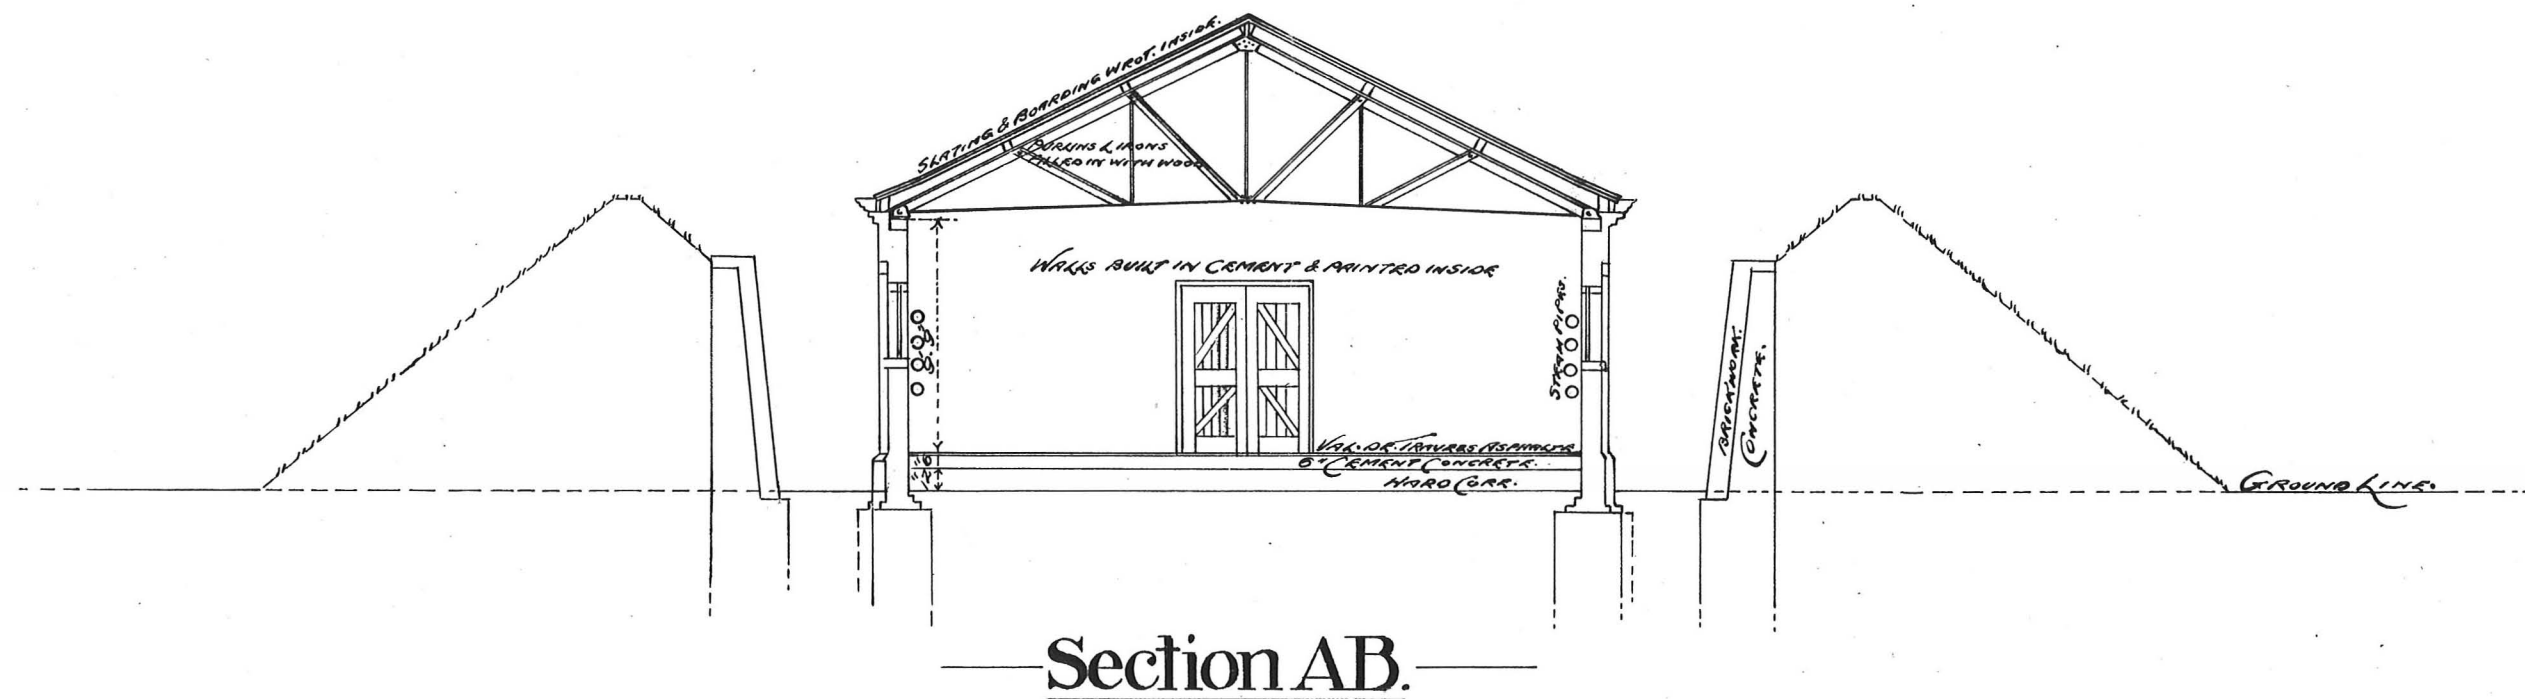 SLATING & BOARDING WROT. INSIDE.
PURLINS L IRONS
FILLED IN WITH WOOD
WALLS BUILT IN CEMENT & PAINTED INSIDE
STEAM PIPES.
BRICKWORK.
CONCRETE.
VAL. DE. TRAVERS ASPHALTE
6" CEMENT CONCRETE.
HARD CORE.
GROUND LINE.
Section AB.